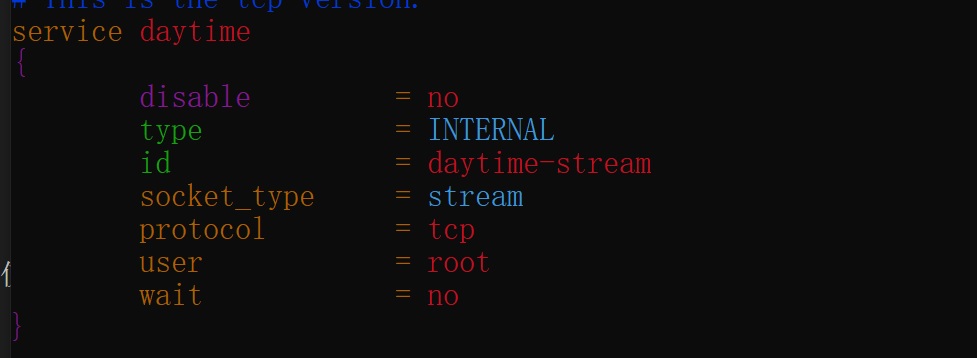 # This is the tcp version.
service daytime
{
        disable         = no
        type            = INTERNAL
        id              = daytime-stream
        socket_type     = stream
        protocol        = tcp
        user            = root
        wait            = no
}